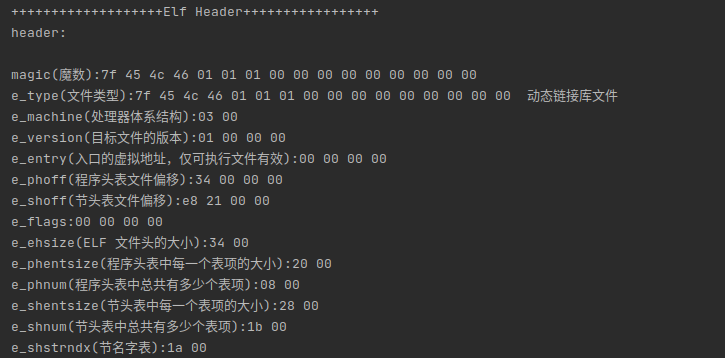 +++++++++++++++++++Elf Header+++++++++++++++++
header:
magic(魔数):7f 45 4c 46 01 01 01 00 00 00 00 00 00 00 00 00
e_type(文件类型):7f 45 4c 46 01 01 01 00 00 00 00 00 00 00 00 00  动态链接库文件
e_machine(处理器体系结构):03 00
e_version(目标文件的版本):01 00 00 00
e_entry(入口的虚拟地址，仅可执行文件有效):00 00 00 00
e_phoff(程序头表文件偏移):34 00 00 00
e_shoff(节头表文件偏移):e8 21 00 00
e_flags:00 00 00 00
e_ehsize(ELF 文件头的大小):34 00
e_phentsize(程序头表中每一个表项的大小):20 00
e_phnum(程序头表中总共有多少个表项):08 00
e_shentsize(节头表中每一个表项的大小):28 00
e_shnum(节头表中总共有多少个表项):1b 00
e_shstrndx(节名字表):1a 00